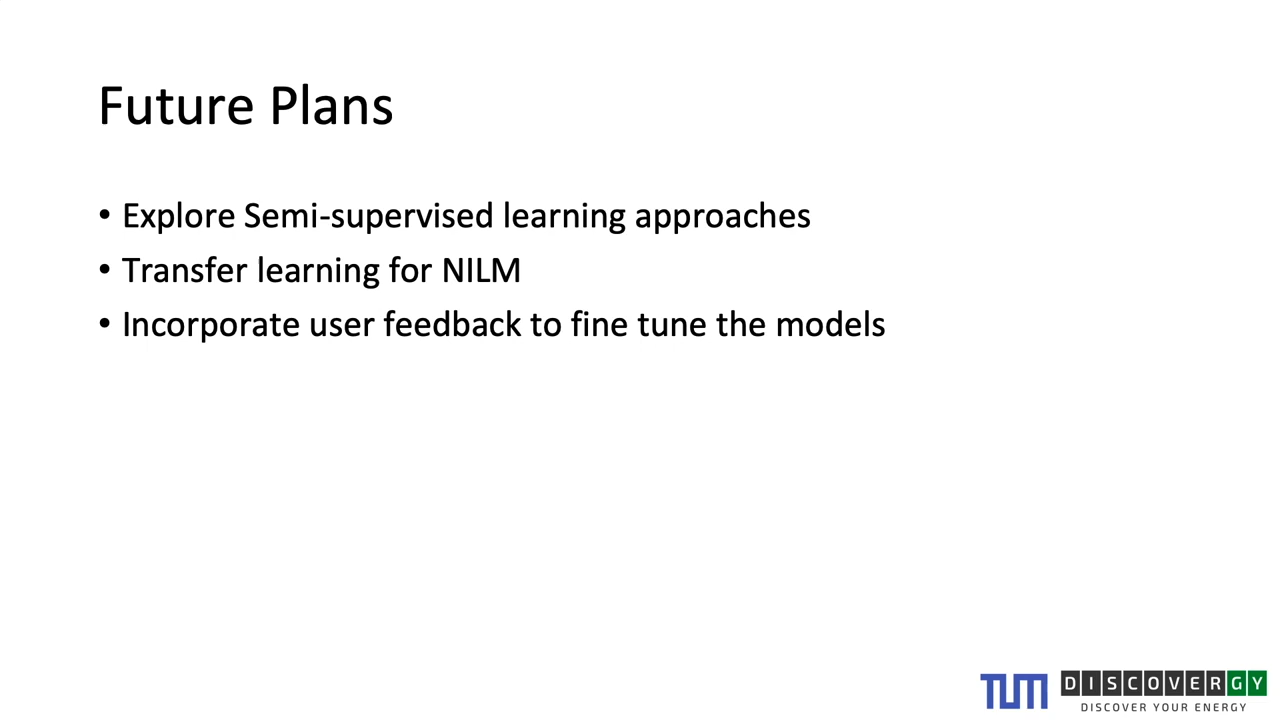 Future Plans
• Explore Semi-supervised learning approaches
• Transfer learning for NILM
• Incorporate user feedback to fine tune the models
TUM
DISCOVERGY
DISCOVER YOUR ENERGY